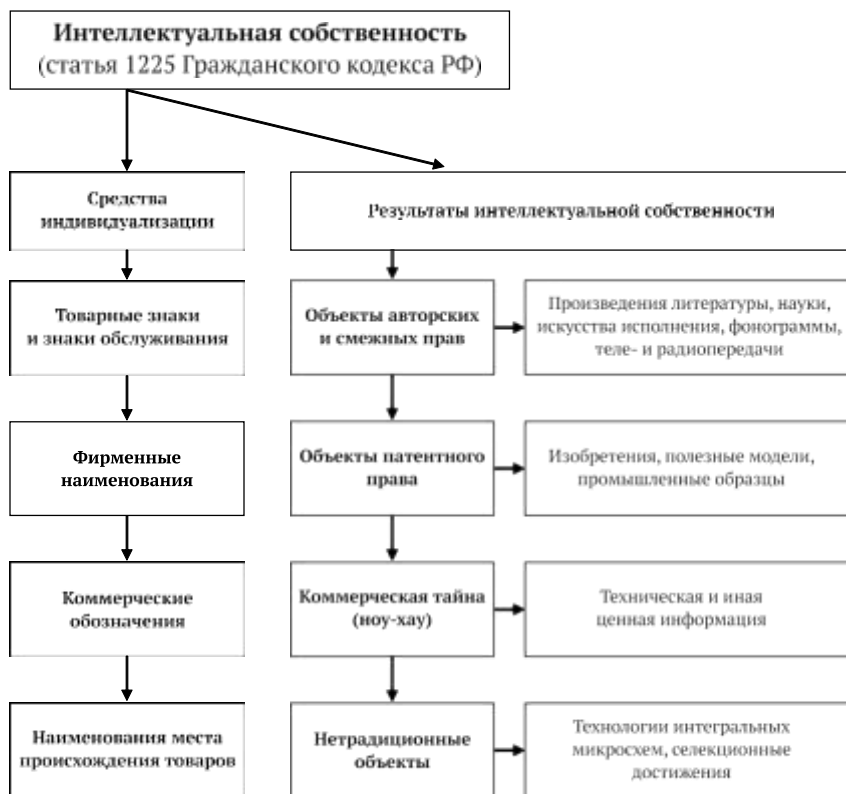 Интеллектуальная собственность
(статья 1225 Гражданского кодекса РФ)
Средства
индивидуализации
Результаты интеллектуальной собственности
Товарные знаки
и знаки обслуживания
Объекты авторских
и смежных прав
Произведения литературы, науки,
искусства исполнения, фонограммы,
теле- и радиопередачи
Фирменные
наименования
Объекты патентного
права
Изобретения, полезные модели,
промышленные образцы
Коммерческие
обозначения
Коммерческая тайна
(ноу-хау)
Техническая и иная
ценная информация
Наименования места
происхождения товаров
Нетрадиционные
объекты
Технологии интегральных
микросхем, селекционные
достижения